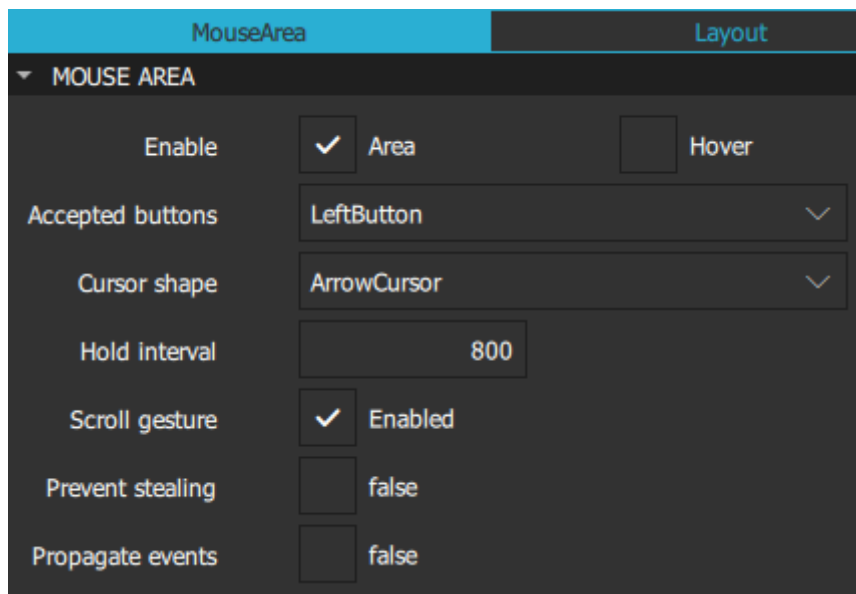 MouseArea Layout
MOUSE AREA
Enable Area Hover
Accepted buttons LeftButton
Cursor shape ArrowCursor
Hold interval 800
Scroll gesture Enabled
Prevent stealing false
Propagate events false